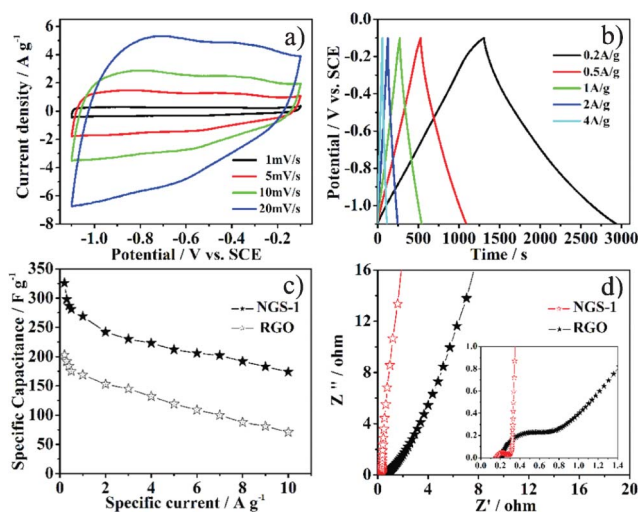 a)
Current density / A g⁻¹
6
4
2
0
-2
-4
-6
-8
-1.0 -0.8 -0.6 -0.4 -0.2
Potential / V vs. SCE
1mV/s
5mV/s
10mV/s
20mV/s
b)
Potential / V vs. SCE
0.0
-0.2
-0.4
-0.6
-0.8
-1.0
0 500 1000 1500 2000 2500 3000
Time / s
0.2A/g
0.5A/g
1A/g
2A/g
4A/g
c)
Specific Capacitance / F g⁻¹
350
300
250
200
150
100
50
0
0 2 4 6 8 10
Specific current / A g⁻¹
NGS-1
RGO
d)
Z '' / ohm
16
12
8
4
0
0 4 8 12 16 20
Z' / ohm
NGS-1
RGO
1.0
0.8
0.6
0.4
0.2
0.0
0.0 0.2 0.4 0.6 0.8 1.0 1.2 1.4